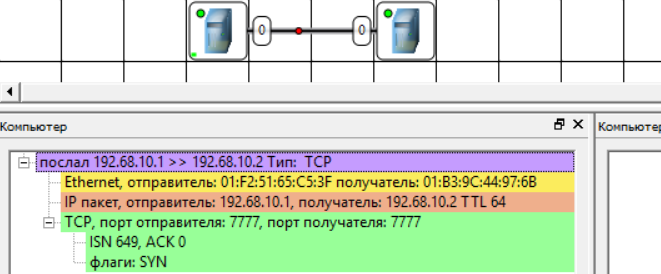 0 0
Компьютер
Компьютер
послал 192.68.10.1 >> 192.68.10.2 Тип: TCP
Ethernet, отправитель: 01:F2:51:65:C5:3F получатель: 01:B3:9C:44:97:6B
IP пакет, отправитель: 192.68.10.1, получатель: 192.68.10.2 TTL 64
TCP, порт отправителя: 7777, порт получателя: 7777
ISN 649, ACK 0
флаги: SYN